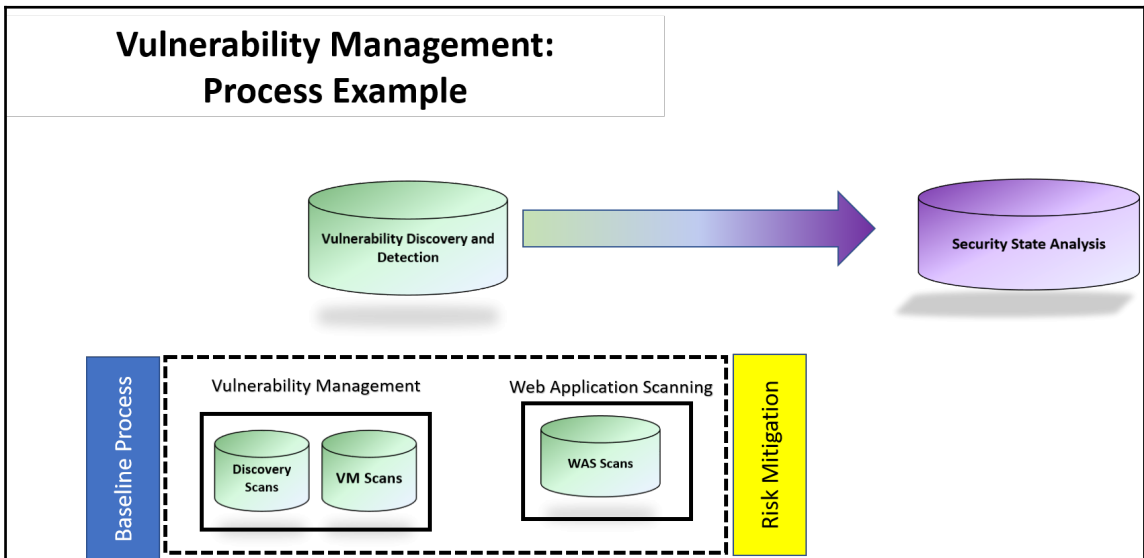 Vulnerability Management:
Process Example
Vulnerability Discovery and
Detection
Security State Analysis
Baseline Process
Vulnerability Management
Web Application Scanning
Discovery
Scans
VM Scans
WAS Scans
Risk Mitigation